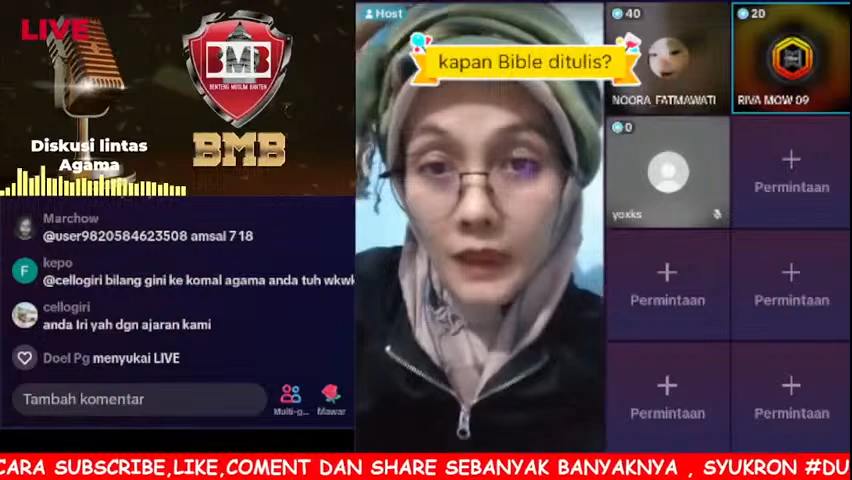 LIVE
BMB
BENTENG MUSLIM BANTEN
BMB
Diskusi lintas
Agama
Marchow
@user9820584623508 amsal 7 18
kepo
F
@cellogiri bilang gini ke komal agama anda tuh wkwk
cellogiri
anda Iri yah dgn ajaran kami
Doel Pg menyukai LIVE
Tambah komentar
Multi-g...
Mawar
Host
kapan Bible ditulis?
40
NOORA FATMAWATI
20
RIVA MOW 09
0
yoxks
Permintaan
Permintaan
Permintaan
Permintaan
Permintaan
CARA SUBSCRIBE,LIKE,COMENT DAN SHARE SEBANYAK BANYAKNYA , SYUKRON #DU